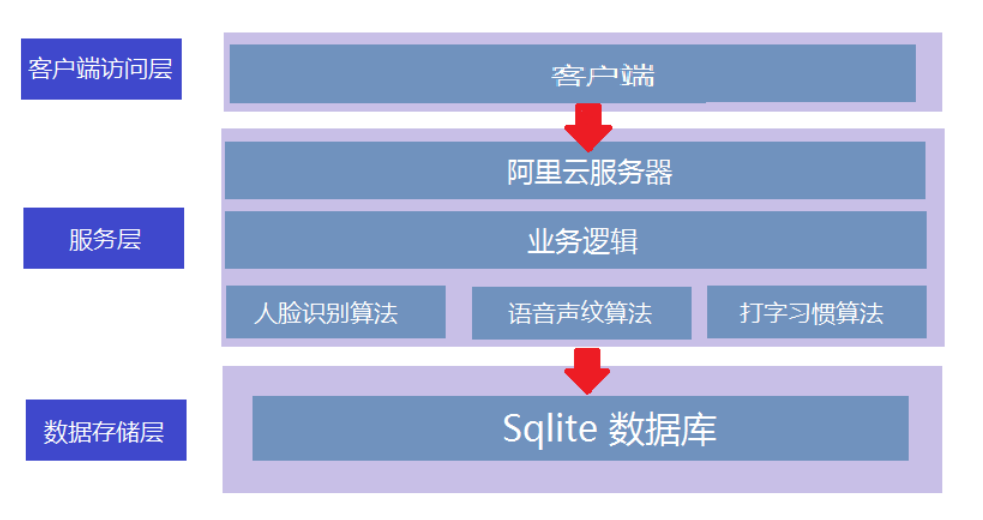 客户端访问层
客户端
阿里云服务器
服务层
业务逻辑
人脸识别算法
语音声纹算法
打字习惯算法
数据存储层
Sqlite 数据库